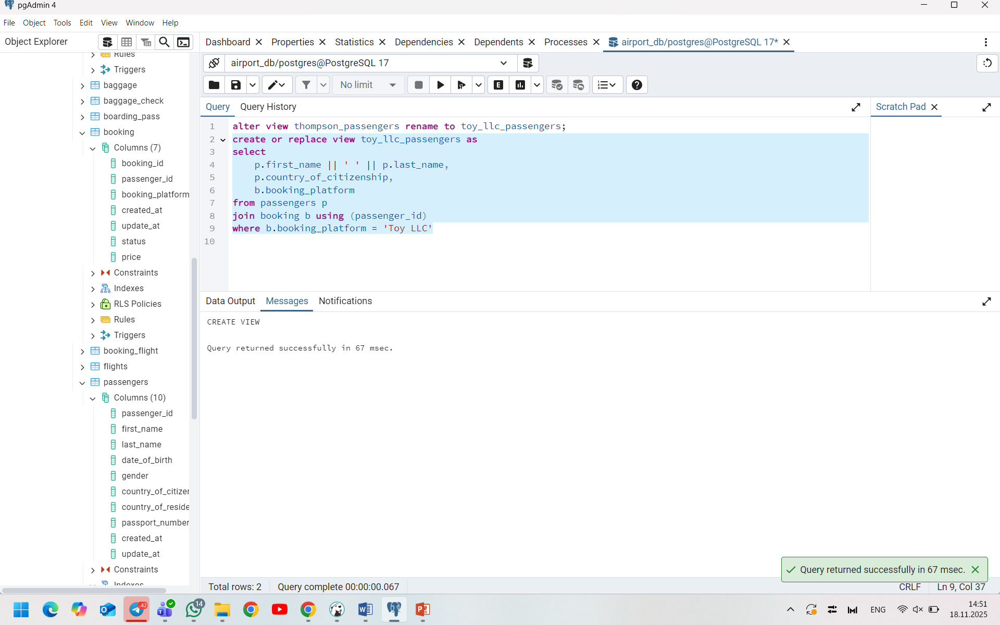 pgAdmin 4
File Object Tools Edit View Window Help
Object Explorer
Dashboard Properties Statistics Dependencies Dependents Processes airport_db/postgres@PostgreSQL 17*
airport_db/postgres@PostgreSQL 17
No limit
E
Query Query History
Scratch Pad
1 alter view thompson_passengers rename to toy_llc_passengers;
2 create or replace view toy_llc_passengers as
3 select
4 p.first_name || ' ' || p.last_name,
5 p.country_of_citizenship,
6 b.booking_platform
7 from passengers p
8 join booking b using (passenger_id)
9 where b.booking_platform = 'Toy LLC'
10
Rules
Triggers
baggage
baggage_check
boarding_pass
booking
Columns (7)
booking_id
passenger_id
booking_platform
created_at
update_at
status
price
Constraints
Indexes
RLS Policies
Rules
Triggers
booking_flight
flights
passengers
Columns (10)
passenger_id
first_name
last_name
date_of_birth
gender
country_of_citizen
country_of_reside
passport_number
created_at
update_at
Constraints
Indexes
Data Output Messages Notifications
CREATE VIEW
Query returned successfully in 67 msec.
Query returned successfully in 67 msec.
Total rows: 2 Query complete 00:00:00.067
CRLF Ln 9, Col 37
42
14
ENG
14:51
18.11.2025